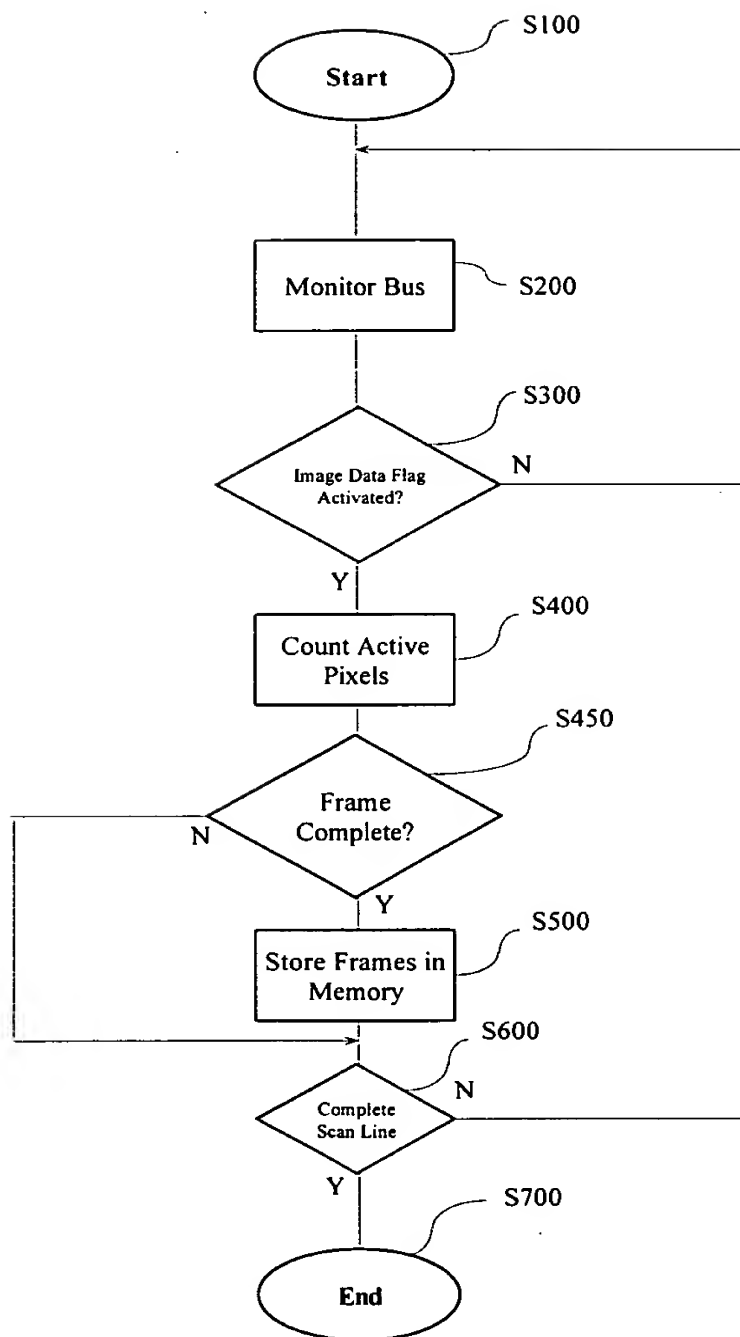 S100
Start
Monitor Bus
S200
S300
Image Data Flag
Activated?
N
Y
S400
Count Active
Pixels
S450
Frame
Complete?
N
Y
S500
Store Frames in
Memory
S600
Complete
Scan Line
N
Y
S700
End